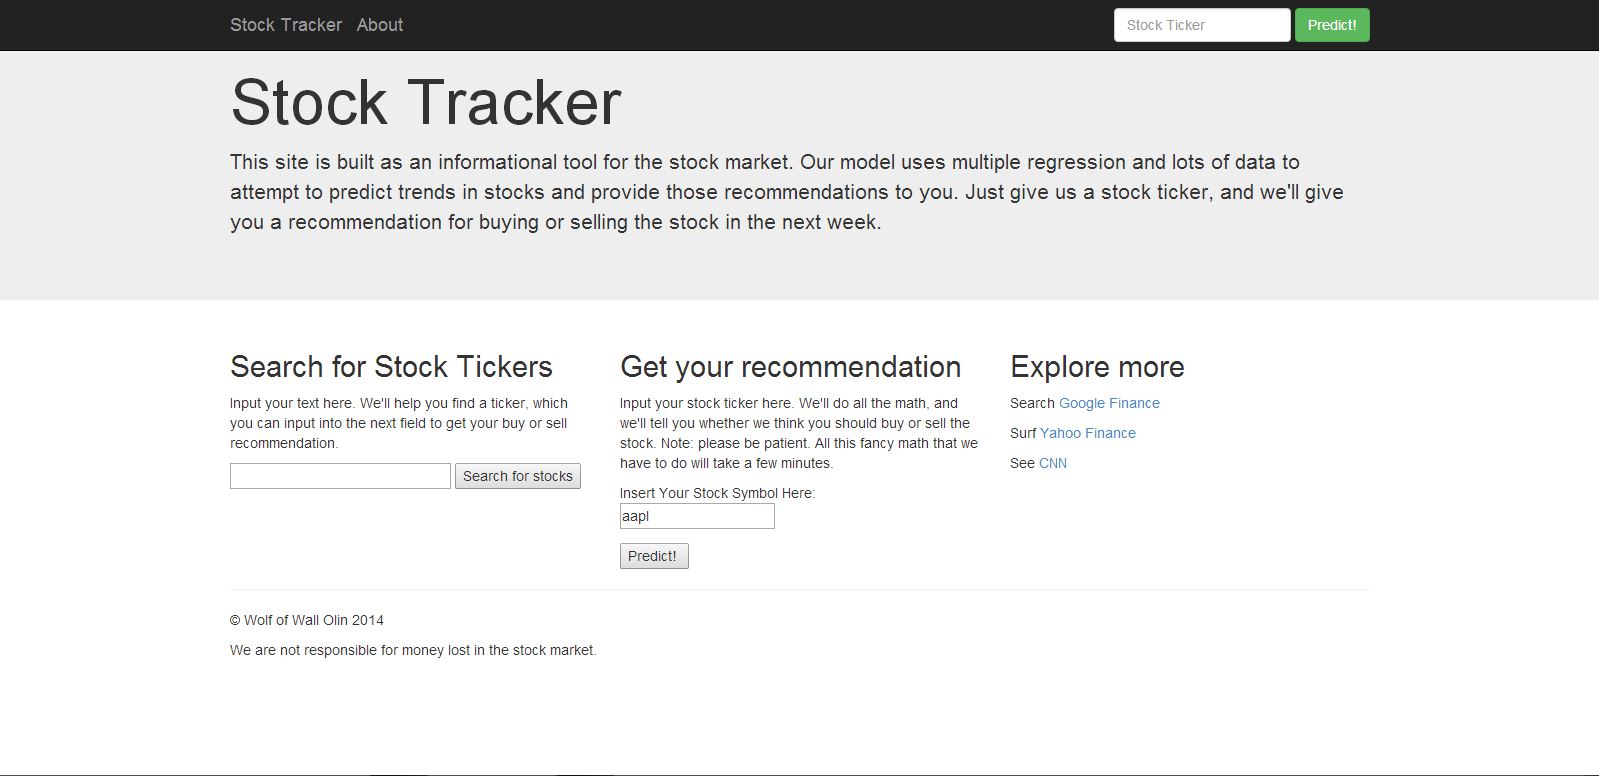 Stock Tracker About Stock Ticker Predict!
Stock Tracker
This site is built as an informational tool for the stock market. Our model uses multiple regression and lots of data to
attempt to predict trends in stocks and provide those recommendations to you. Just give us a stock ticker, and we'll give
you a recommendation for buying or selling the stock in the next week.
Search for Stock Tickers
Input your text here. We'll help you find a ticker, which
you can input into the next field to get your buy or sell
recommendation.
Search for stocks
Get your recommendation
Input your stock ticker here. We'll do all the math, and
we'll tell you whether we think you should buy or sell the
stock. Note: please be patient. All this fancy math that we
have to do will take a few minutes.
Insert Your Stock Symbol Here:
aapl
Predict!
Explore more
Search Google Finance
Surf Yahoo Finance
See CNN
© Wolf of Wall Olin 2014
We are not responsible for money lost in the stock market.